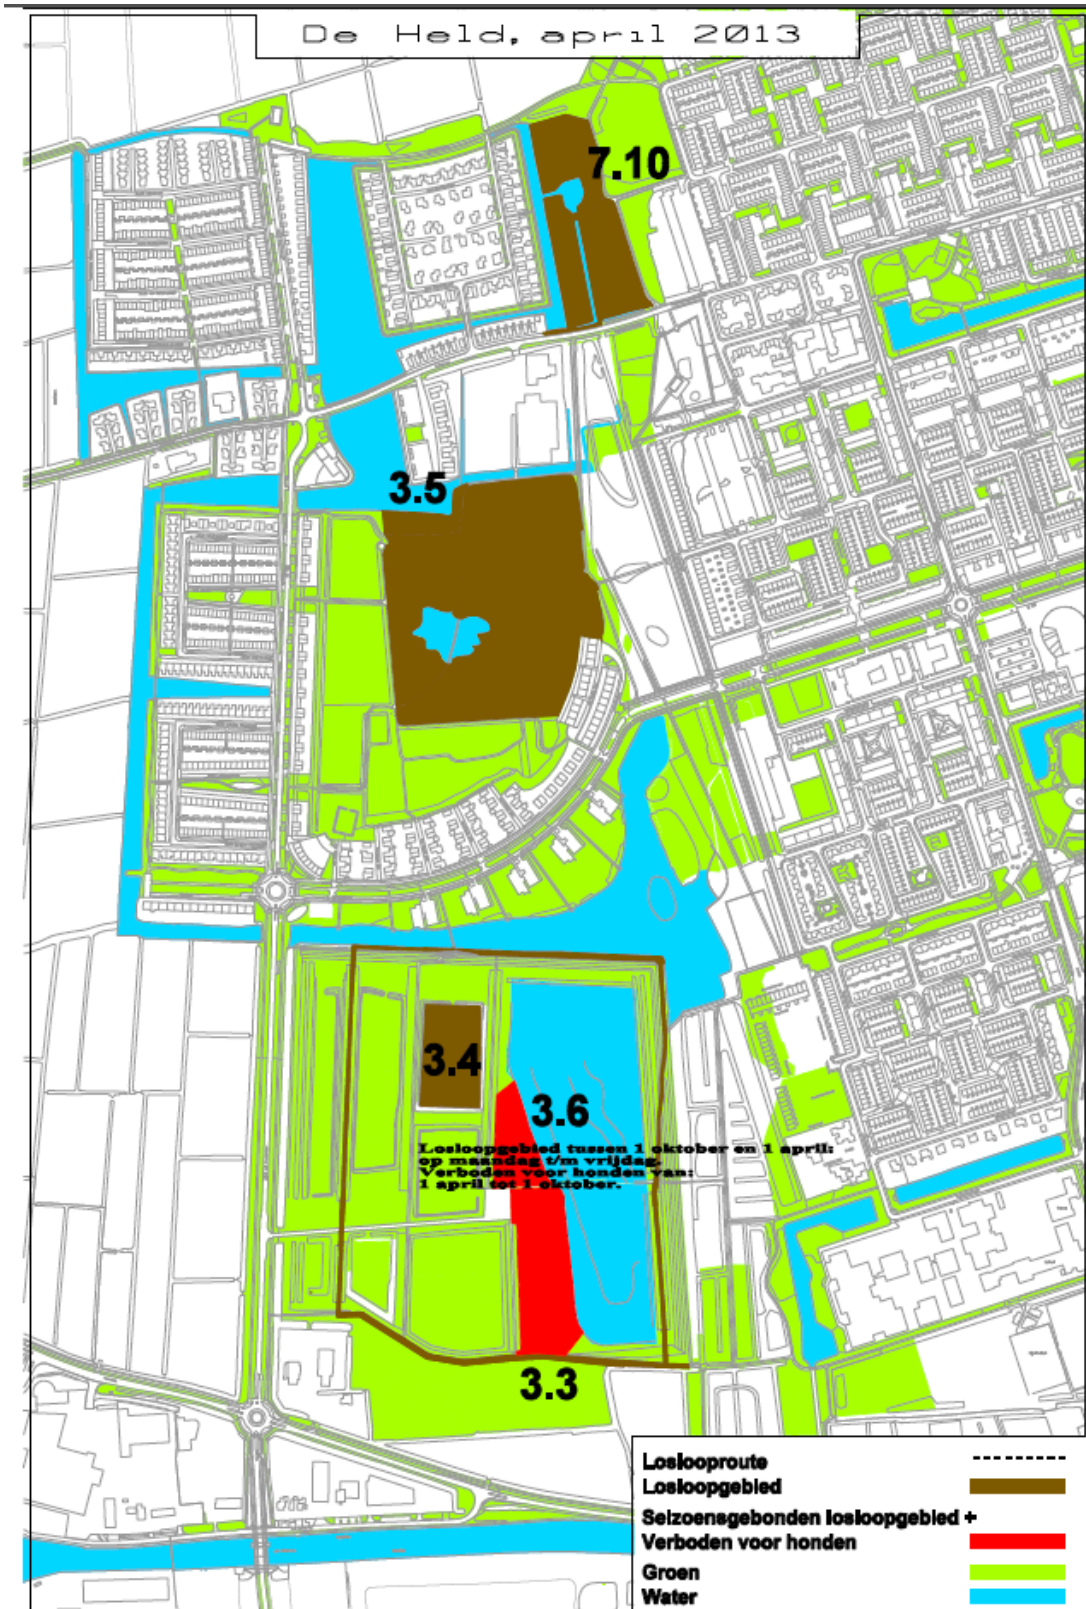 De Held, april 2013
7.10
3.5
3.4
3.6
Losloopgebied tussen 1 oktober en 1 april:
op maandag t/m vrijdag.
Verboden voor honden van:
1 april tot 1 oktober.
3.3
Loslooproute
Losloopgebied
Seizoensgebonden losloopgebied +
Verboden voor honden
Groen
Water